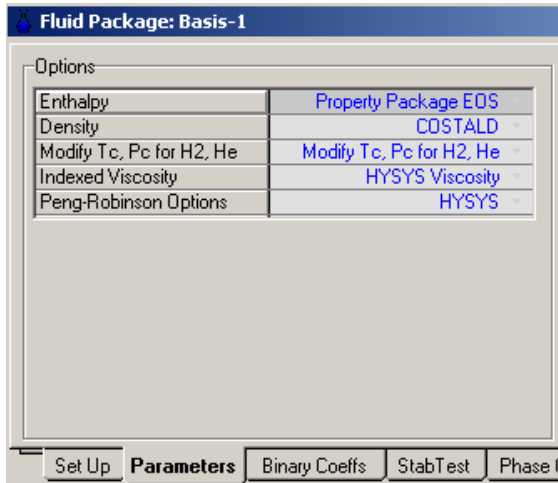 Fluid Package: Basis-1
Options
Enthalpy Property Package EOS
Density COSTALD
Modify Tc, Pc for H2, He Modify Tc, Pc for H2, He
Indexed Viscosity HYSYS Viscosity
Peng-Robinson Options HYSYS
Set Up Parameters Binary Coeffs StabTest Phase